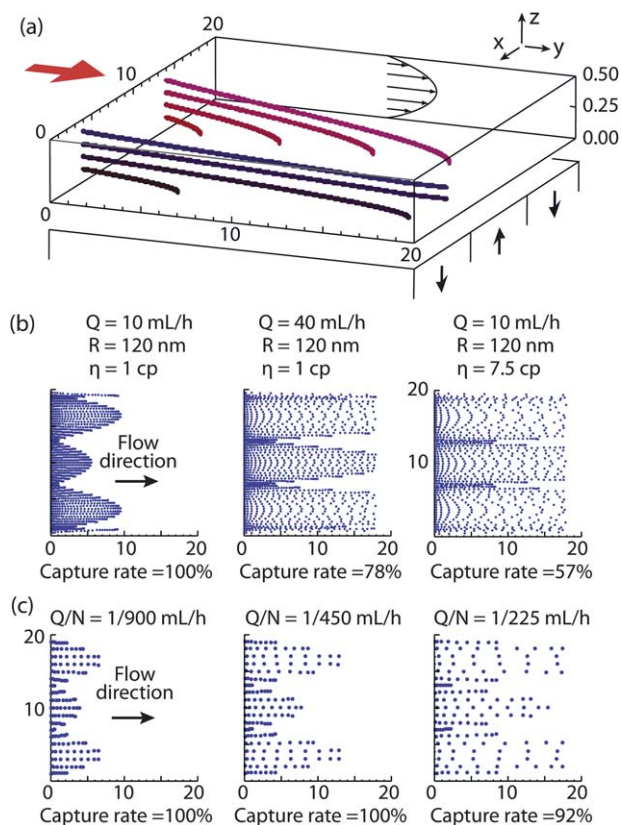 (a)
20
z
x
y
10
0.50
0.25
0.00
0
0
10
20
(b)
Q = 10 mL/h
R = 120 nm
η = 1 cp
Q = 40 mL/h
R = 120 nm
η = 1 cp
Q = 10 mL/h
R = 120 nm
η = 7.5 cp
Flow
direction
20
10
0 10 20
0 10 20
0 10 20
Capture rate =100%
Capture rate =78%
Capture rate =57%
(c)
Q/N = 1/900 mL/h
Q/N = 1/450 mL/h
Q/N = 1/225 mL/h
20
10
Flow
direction
0 10 20
0 10 20
0 10 20
Capture rate =100%
Capture rate =100%
Capture rate =92%